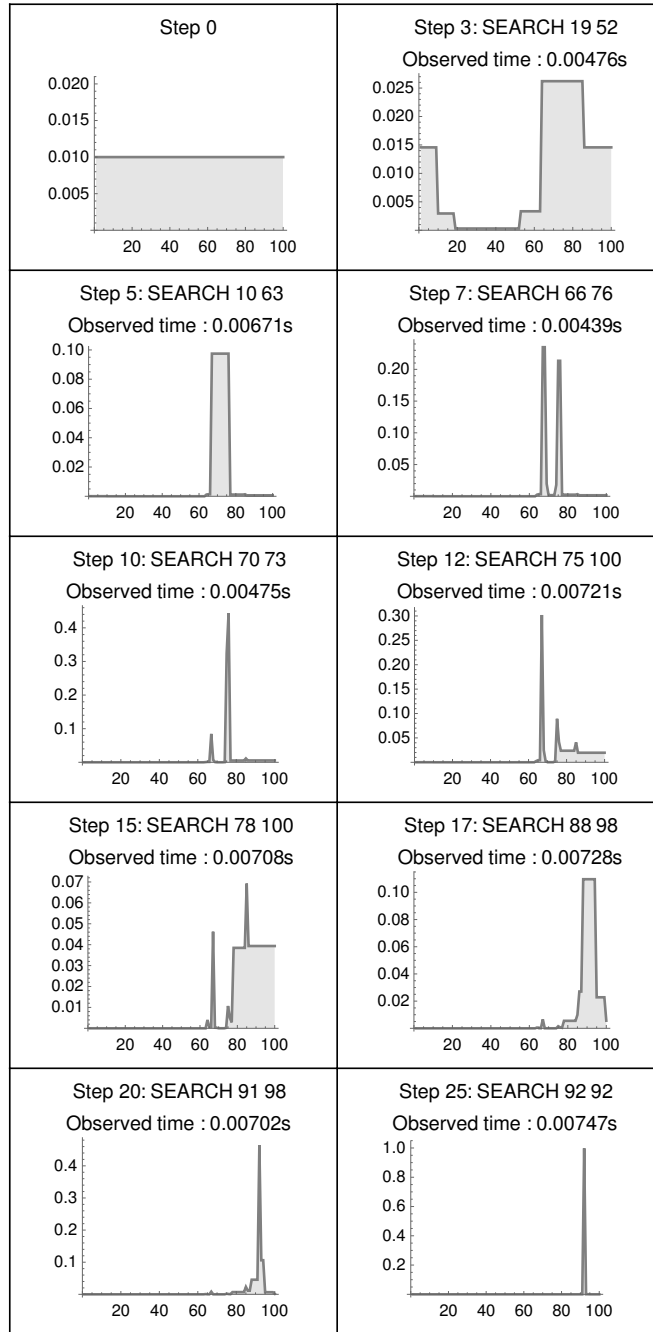 Step 0
0.020
0.015
0.010
0.005
20 40 60 80 100
Step 3: SEARCH 19 52
Observed time : 0.00476s
0.025
0.020
0.015
0.010
0.005
20 40 60 80 100
Step 5: SEARCH 10 63
Observed time : 0.00671s
0.10
0.08
0.06
0.04
0.02
20 40 60 80 100
Step 7: SEARCH 66 76
Observed time : 0.00439s
0.20
0.15
0.10
0.05
20 40 60 80 100
Step 10: SEARCH 70 73
Observed time : 0.00475s
0.4
0.3
0.2
0.1
20 40 60 80 100
Step 12: SEARCH 75 100
Observed time : 0.00721s
0.30
0.25
0.20
0.15
0.10
0.05
20 40 60 80 100
Step 15: SEARCH 78 100
Observed time : 0.00708s
0.07
0.06
0.05
0.04
0.03
0.02
0.01
20 40 60 80 100
Step 17: SEARCH 88 98
Observed time : 0.00728s
0.10
0.08
0.06
0.04
0.02
20 40 60 80 100
Step 20: SEARCH 91 98
Observed time : 0.00702s
0.4
0.3
0.2
0.1
20 40 60 80 100
Step 25: SEARCH 92 92
Observed time : 0.00747s
1.0
0.8
0.6
0.4
0.2
20 40 60 80 100